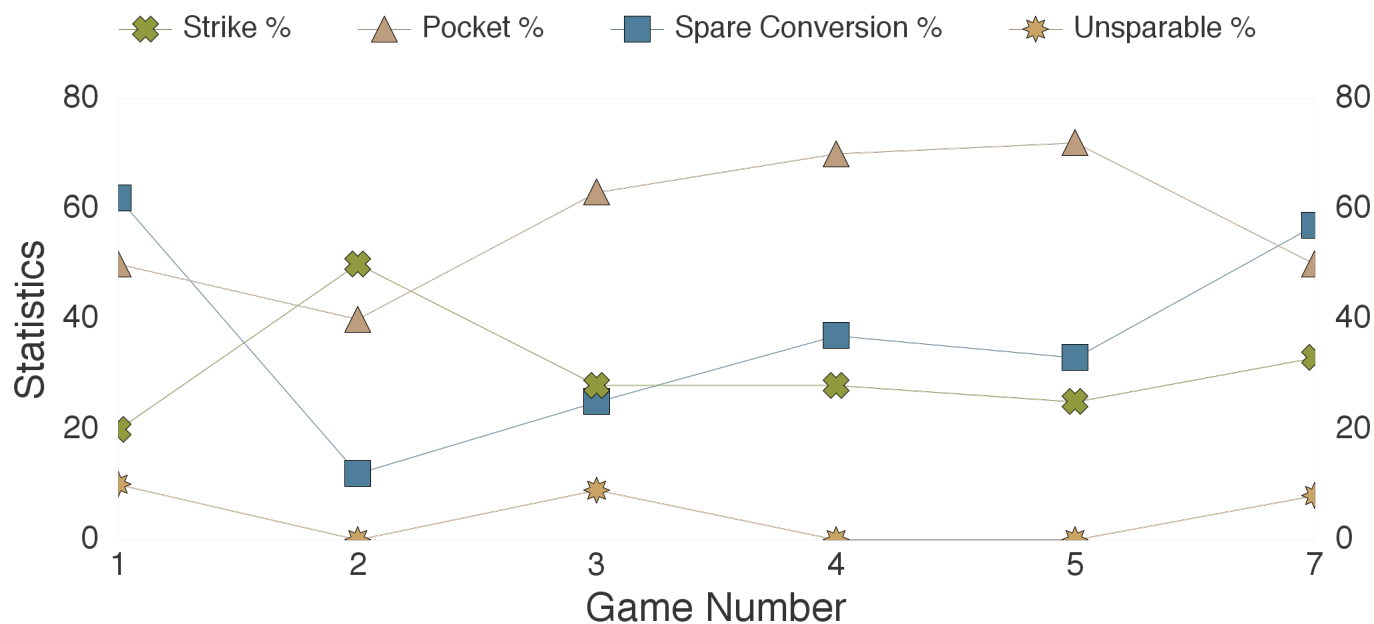 Strike % Pocket % Spare Conversion % Unsparable %
80 80
60 60
40 40
20 20
0 0
Statistics
1 2 3 4 5 7
Game Number